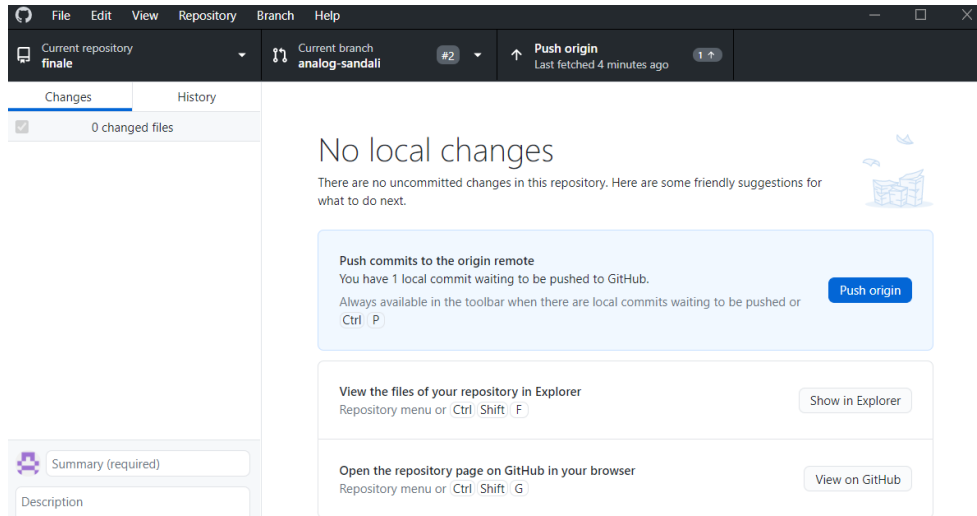 File Edit View Repository Branch Help
Current repository
finale
Current branch
analog-sandali
#2
Push origin
Last fetched 4 minutes ago
1
Changes History
0 changed files
No local changes
There are no uncommitted changes in this repository. Here are some friendly suggestions for
what to do next.
Push commits to the origin remote
You have 1 local commit waiting to be pushed to GitHub.
Always available in the toolbar when there are local commits waiting to be pushed or
Ctrl P
Push origin
View the files of your repository in Explorer
Repository menu or Ctrl Shift F
Show in Explorer
Open the repository page on GitHub in your browser
Repository menu or Ctrl Shift G
View on GitHub
Summary (required)
Description